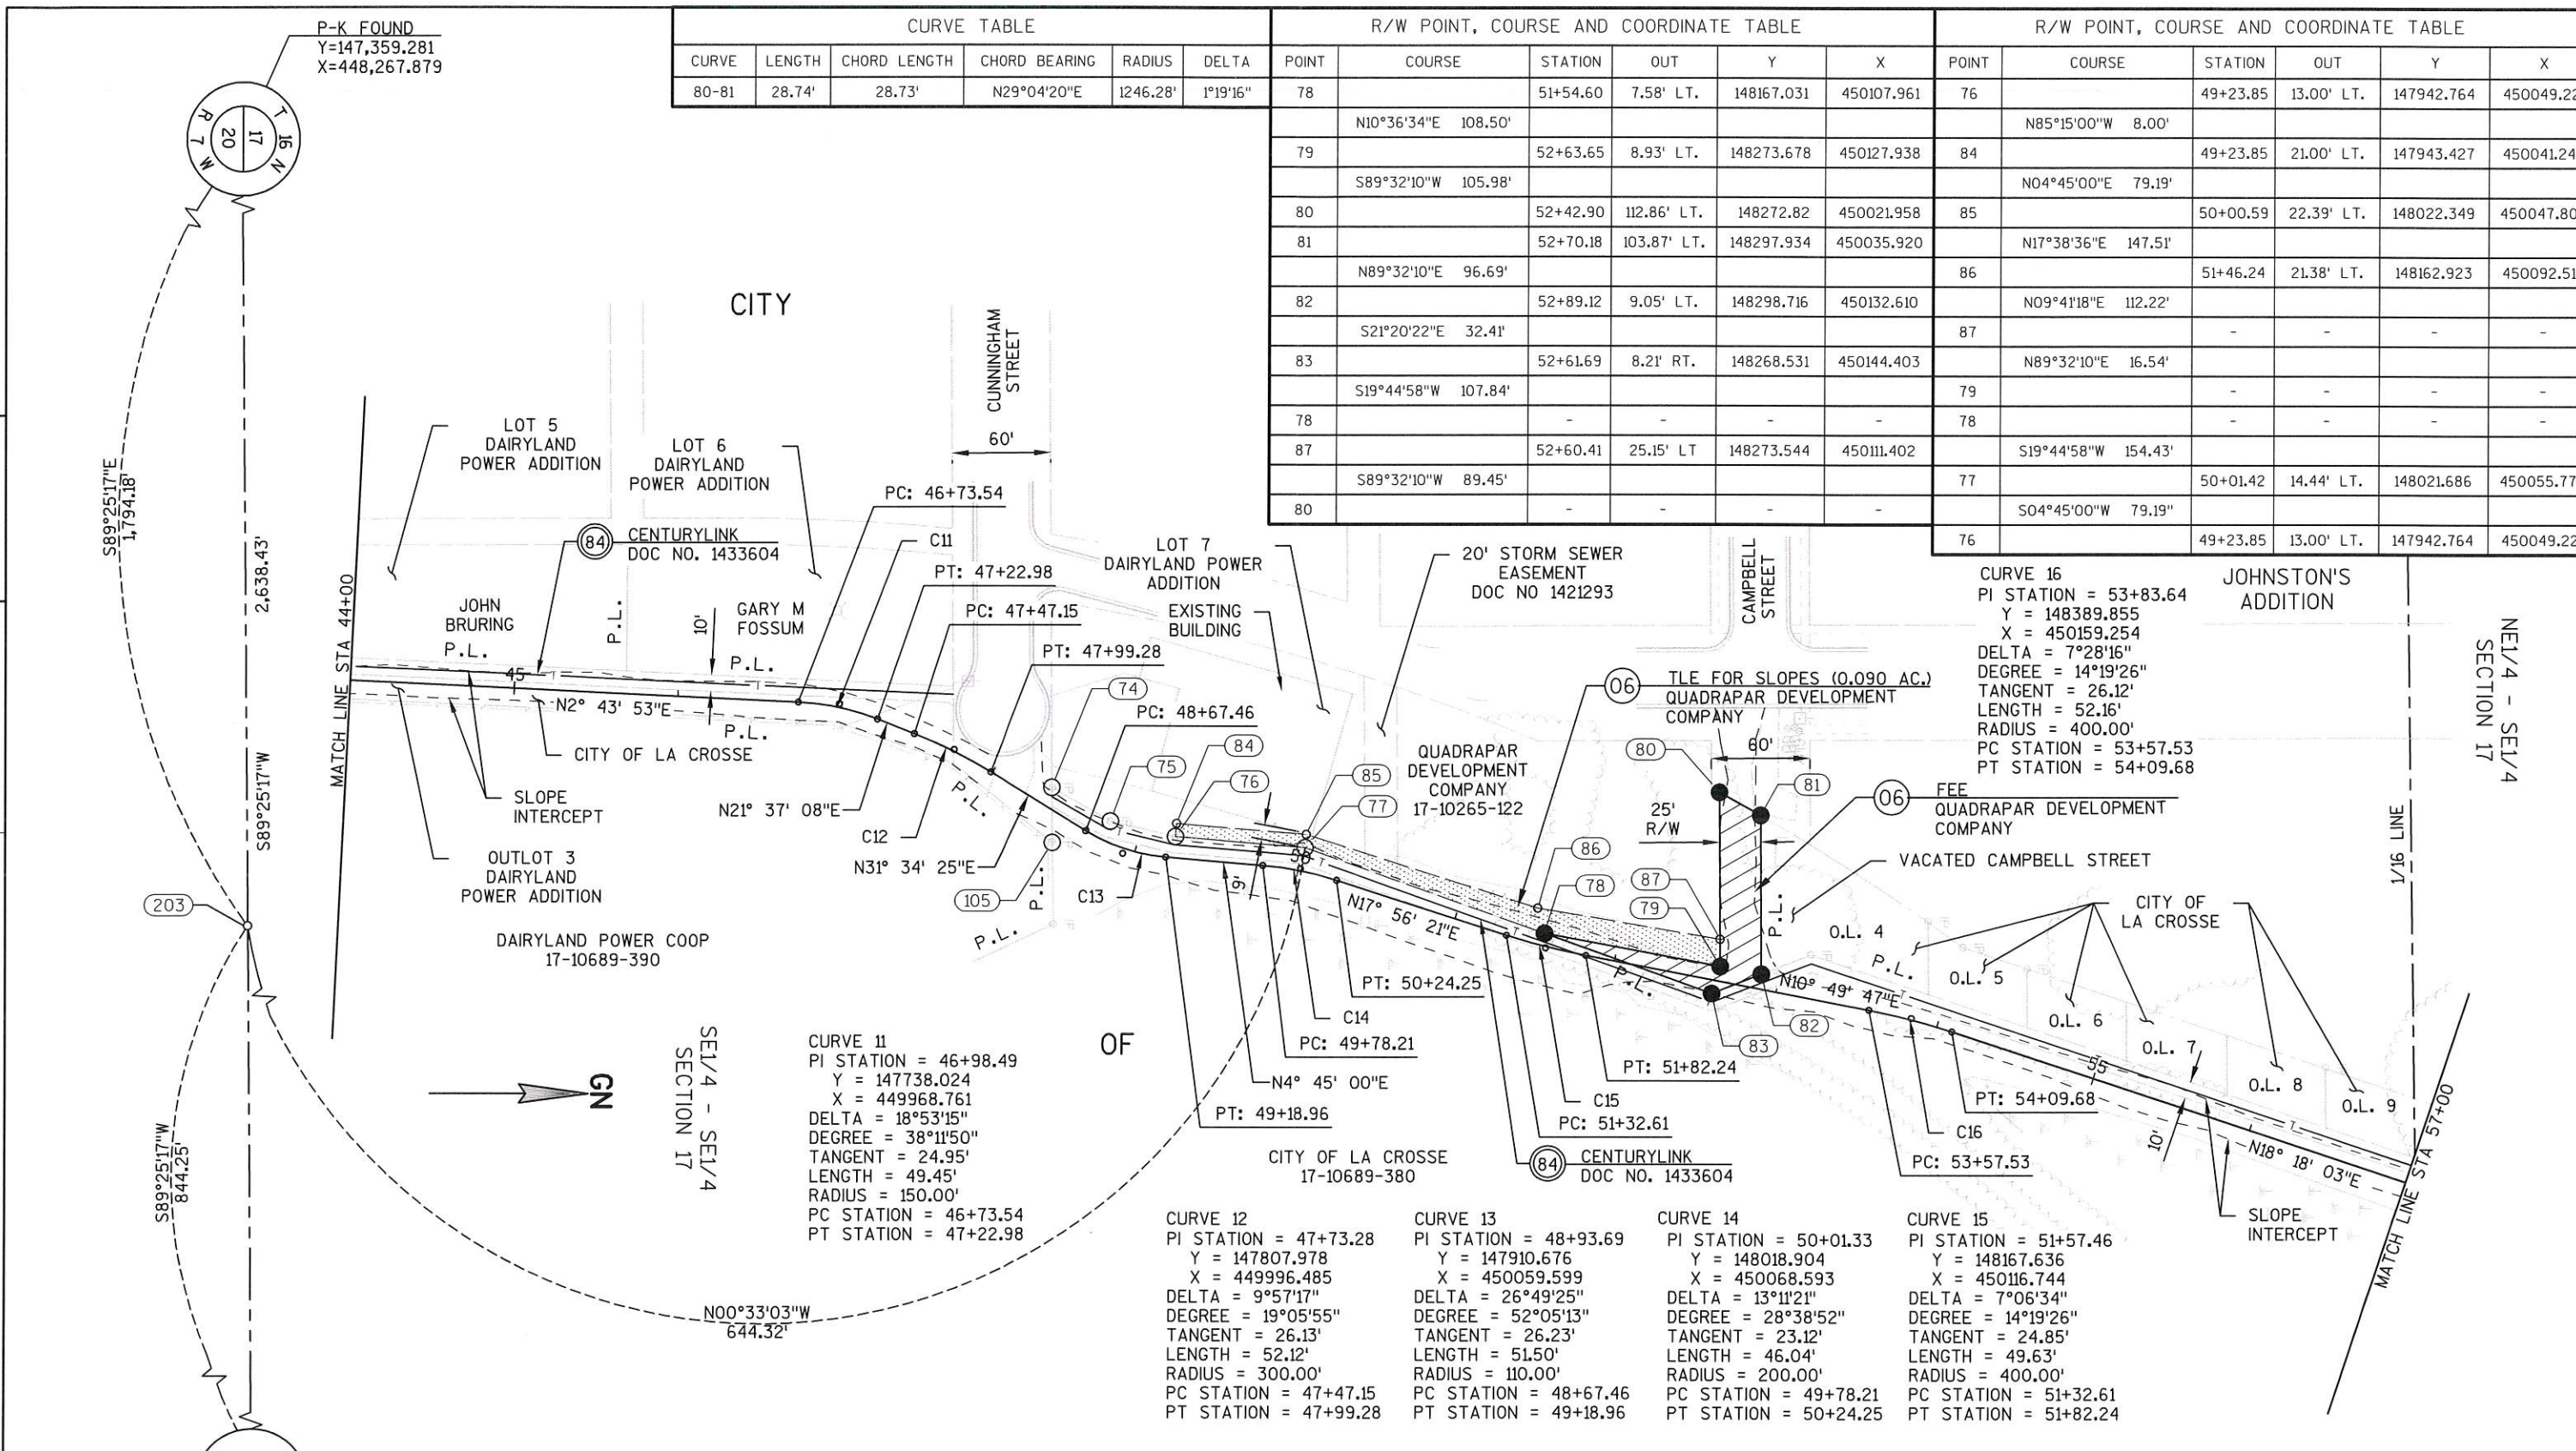 P-K FOUND
Y=147,359.281
X=448,267.879
T 16 N
R 7 W
20 17
CURVE TABLE
CURVE LENGTH CHORD LENGTH CHORD BEARING RADIUS DELTA
80-81 28.74' 28.73' N29°04'20"E 1246.28' 1°19'16"
R/W POINT, COURSE AND COORDINATE TABLE
POINT COURSE STATION OUT Y X
78 51+54.60 7.58' LT. 148167.031 450107.961
N10°36'34"E 108.50'
79 52+63.65 8.93' LT. 148273.678 450127.938
S89°32'10"W 105.98'
80 52+42.90 112.86' LT. 148272.82 450021.958
81 52+70.18 103.87' LT. 148297.934 450035.920
N89°32'10"E 96.69'
82 52+89.12 9.05' LT. 148298.716 450132.610
S21°20'22"E 32.41'
83 52+61.69 8.21' RT. 148268.531 450144.403
S19°44'58"W 107.84'
78 - - - -
87 52+60.41 25.15' LT 148273.544 450111.402
S89°32'10"W 89.45'
80 - - - -
R/W POINT, COURSE AND COORDINATE TABLE
POINT COURSE STATION OUT Y X
76 49+23.85 13.00' LT. 147942.764 450049.22
N85°15'00"W 8.00'
84 49+23.85 21.00' LT. 147943.427 450041.24
N04°45'00"E 79.19'
85 50+00.59 22.39' LT. 148022.349 450047.80
N17°38'36"E 147.51'
86 51+46.24 21.38' LT. 148162.923 450092.51
N09°41'18"E 112.22'
87 - - - -
N89°32'10"E 16.54'
79 - - - -
78 - - - -
S19°44'58"W 154.43'
77 50+01.42 14.44' LT. 148021.686 450055.77
S04°45'00"W 79.19"
76 49+23.85 13.00' LT. 147942.764 450049.22
CITY
CUNNINGHAM
STREET
60'
LOT 5
DAIRYLAND
POWER ADDITION
LOT 6
DAIRYLAND
POWER ADDITION
S89°25'17"E
1,794.18'
2,638.43'
S89°25'17"W
MATCH LINE STA 44+00
84 CENTURYLINK
DOC NO. 1433604
PC: 46+73.54
C11
PT: 47+22.98
PC: 47+47.15
PT: 47+99.28
LOT 7
DAIRYLAND POWER
ADDITION
EXISTING
BUILDING
20' STORM SEWER
EASEMENT
DOC NO 1421293
CAMPBELL
STREET
CURVE 16
PI STATION = 53+83.64
Y = 148389.855
X = 450159.254
DELTA = 7°28'16"
DEGREE = 14°19'26"
TANGENT = 26.12'
LENGTH = 52.16'
RADIUS = 400.00'
PC STATION = 53+57.53
PT STATION = 54+09.68
JOHNSTON'S
ADDITION
NE1/4 - SE1/4
SECTION 17
1/16 LINE
JOHN
BRURING
P.L.
P.L.
10'
GARY M
FOSSUM
P.L.
45
N2° 43' 53"E
P.L.
CITY OF LA CROSSE
SLOPE
INTERCEPT
OUTLOT 3
DAIRYLAND
POWER ADDITION
N21° 37' 08"E
C12
N31° 34' 25"E
P.L.
74
PC: 48+67.46
75
84
76
85
77
105
P.L.
C13
P.L.
9'
50
QUADRAPAR
DEVELOPMENT
COMPANY
17-10265-122
06 TLE FOR SLOPES (0.090 AC.)
QUADRAPAR DEVELOPMENT
COMPANY
60'
80
81
25'
R/W
06 FEE
QUADRAPAR DEVELOPMENT
COMPANY
VACATED CAMPBELL STREET
86
78
87
79
N17° 56' 21"E
P.L.
P.L.
O.L. 4
CITY OF
LA CROSSE
P.L.
O.L. 5
O.L. 6
O.L. 7
O.L. 8
O.L. 9
N10° 49' 47"E
82
83
203
DAIRYLAND POWER COOP
17-10689-390
PT: 50+24.25
C14
PC: 49+78.21
N4° 45' 00"E
PT: 49+18.96
PT: 51+82.24
C15
PC: 51+32.61
84 CENTURYLINK
DOC NO. 1433604
CITY OF LA CROSSE
17-10689-380
55
PT: 54+09.68
C16
PC: 53+57.53
10'
N18° 18' 03"E
SLOPE
INTERCEPT
MATCH LINE STA 57+00
OF
GN
SE1/4 - SE1/4
SECTION 17
S89°25'17"W
844.25'
N00°33'03"W
644.32'
CURVE 11
PI STATION = 46+98.49
Y = 147738.024
X = 449968.761
DELTA = 18°53'15"
DEGREE = 38°11'50"
TANGENT = 24.95'
LENGTH = 49.45'
RADIUS = 150.00'
PC STATION = 46+73.54
PT STATION = 47+22.98
CURVE 12
PI STATION = 47+73.28
Y = 147807.978
X = 449996.485
DELTA = 9°57'17"
DEGREE = 19°05'55"
TANGENT = 26.13'
LENGTH = 52.12'
RADIUS = 300.00'
PC STATION = 47+47.15
PT STATION = 47+99.28
CURVE 13
PI STATION = 48+93.69
Y = 147910.676
X = 450059.599
DELTA = 26°49'25"
DEGREE = 52°05'13"
TANGENT = 26.23'
LENGTH = 51.50'
RADIUS = 110.00'
PC STATION = 48+67.46
PT STATION = 49+18.96
CURVE 14
PI STATION = 50+01.33
Y = 148018.904
X = 450068.593
DELTA = 13°11'21"
DEGREE = 28°38'52"
TANGENT = 23.12'
LENGTH = 46.04'
RADIUS = 200.00'
PC STATION = 49+78.21
PT STATION = 50+24.25
CURVE 15
PI STATION = 51+57.46
Y = 148167.636
X = 450116.744
DELTA = 7°06'34"
DEGREE = 14°19'26"
TANGENT = 24.85'
LENGTH = 49.63'
RADIUS = 400.00'
PC STATION = 51+32.61
PT STATION = 51+82.24